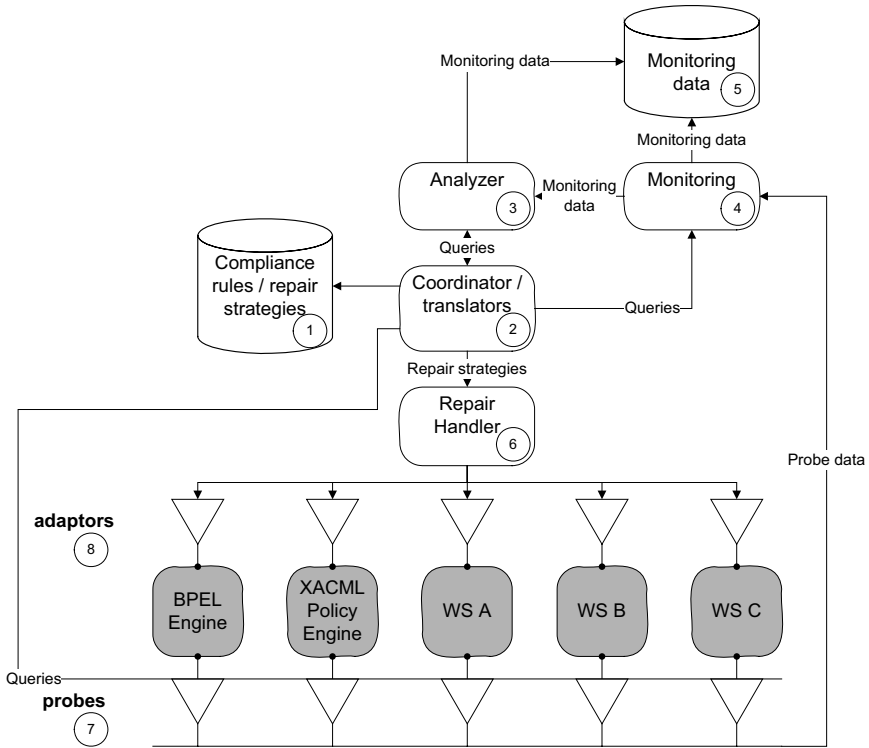 Monitoring data
Monitoring
data
5
Monitoring data
Analyzer
3
Monitoring
data
Monitoring
4
Queries
Compliance
rules / repair
strategies
1
Coordinator /
translators
2
Queries
Repair strategies
Repair
Handler
6
Probe data
adaptors
8
BPEL
Engine
XACML
Policy
Engine
WS A
WS B
WS C
Queries
probes
7